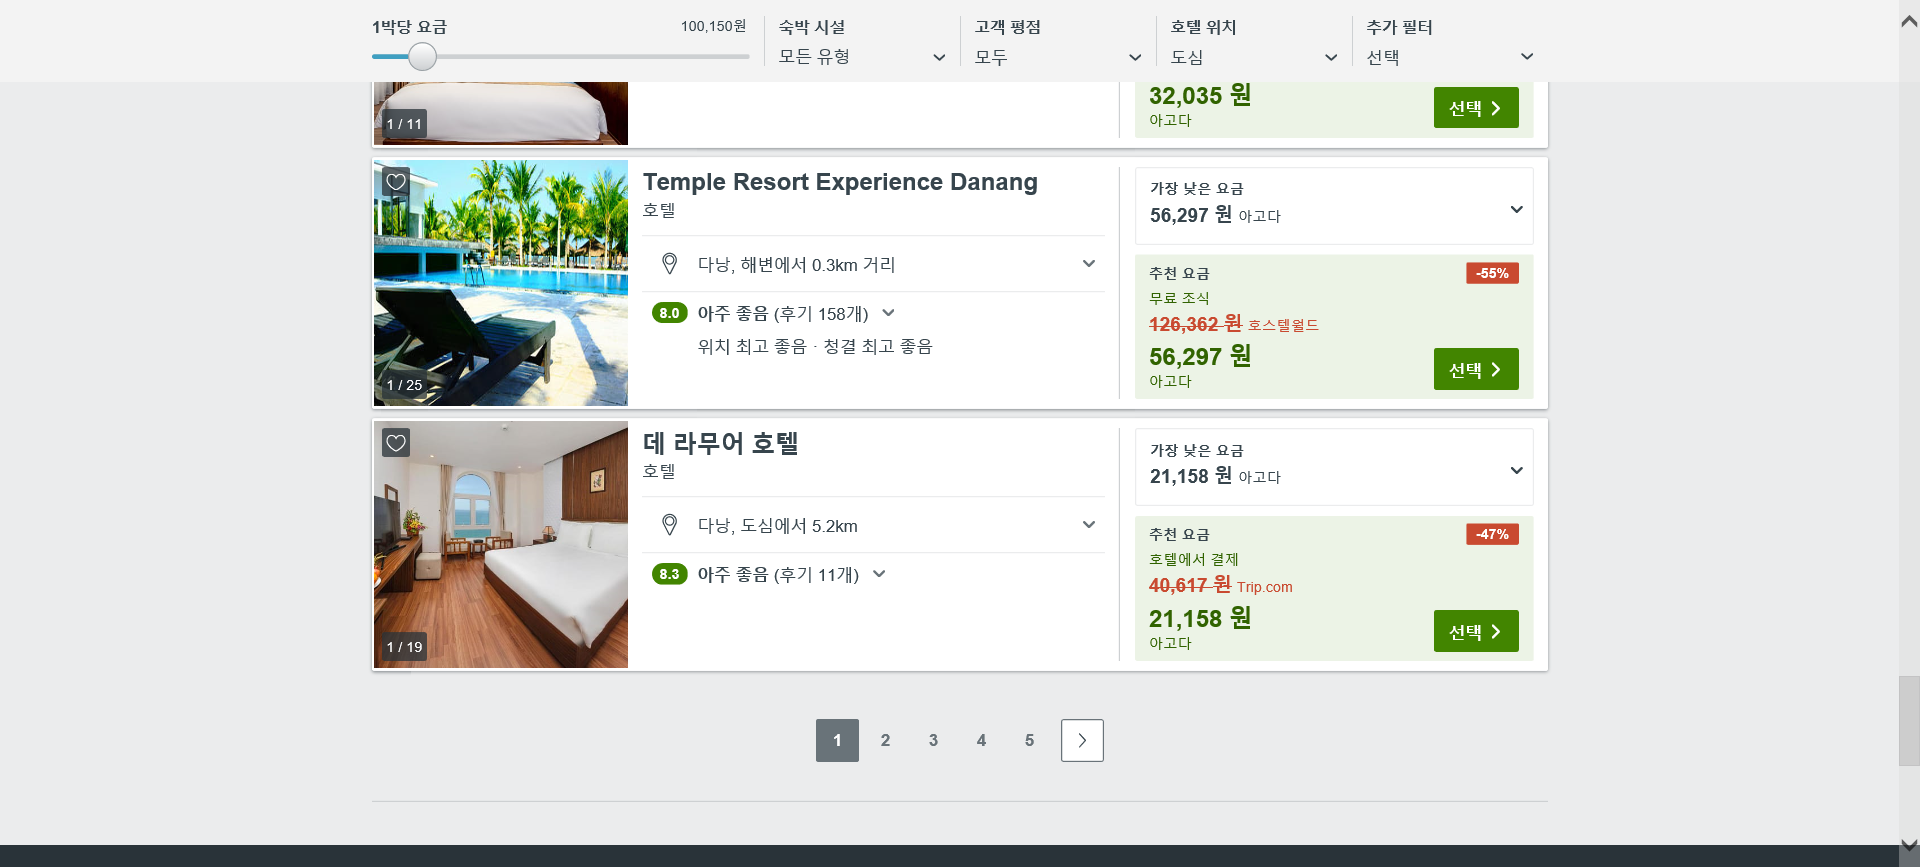 1박당 요금
100,150원
숙박 시설
모든 유형
고객 평점
모두
호텔 위치
도심
추가 필터
선택
1 / 11
32,035 원
아고다
선택
Temple Resort Experience Danang
호텔
다낭, 해변에서 0.3km 거리
8.0 아주 좋음 (후기 158개)
위치 최고 좋음 · 청결 최고 좋음
1 / 25
가장 낮은 요금
56,297 원 아고다
추천 요금
-55%
무료 조식
126,362 원 호스텔월드
56,297 원
아고다
선택
데 라무어 호텔
호텔
다낭, 도심에서 5.2km
8.3 아주 좋음 (후기 11개)
1 / 19
가장 낮은 요금
21,158 원 아고다
추천 요금
-47%
호텔에서 결제
40,617 원 Trip.com
21,158 원
아고다
선택
1 2 3 4 5